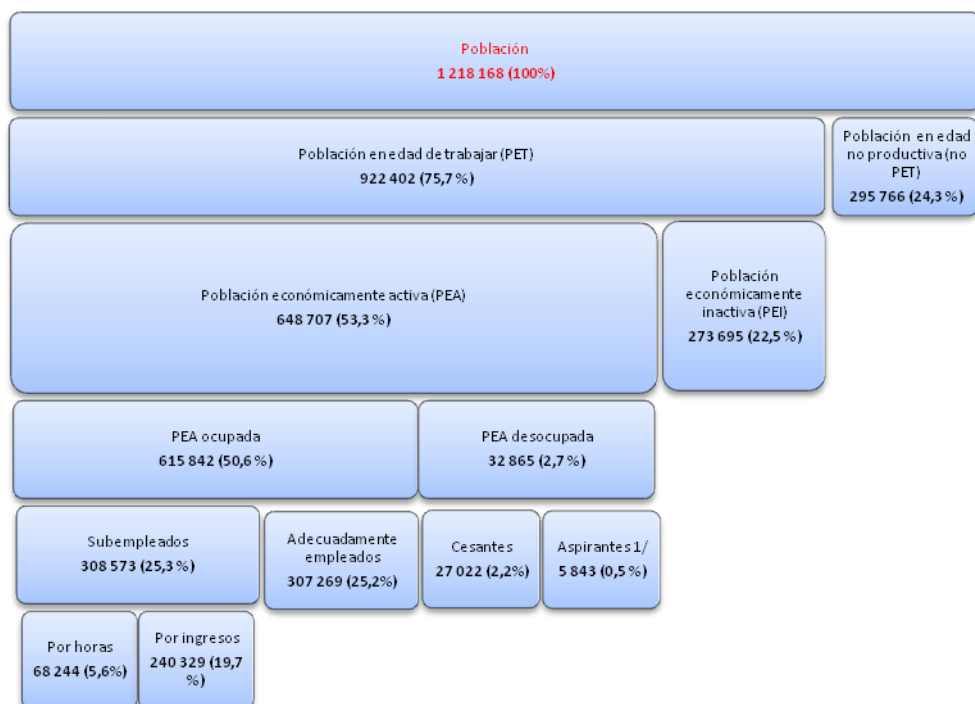 Población
1 218 168 (100%)
Población en edad de trabajar (PET)
922 402 (75,7%)
Población en edad
no productiva (no
PET)
295 766 (24,3%)
Población económicamente activa (PEA)
648 707 (53,3%)
Población
económicamente
inactiva (PEI)
273 695 (22,5%)
PEA ocupada
615 842 (50,6%)
PEA desocupada
32 865 (2,7%)
Subempleados
308 573 (25,3%)
Adecuadamente
empleados
307 269 (25,2%)
Cesantes
27 022 (2,2%)
Aspirantes 1/
5 843 (0,5%)
Por horas
68 244 (5,6%)
Por ingresos
240 329 (19,7
%)